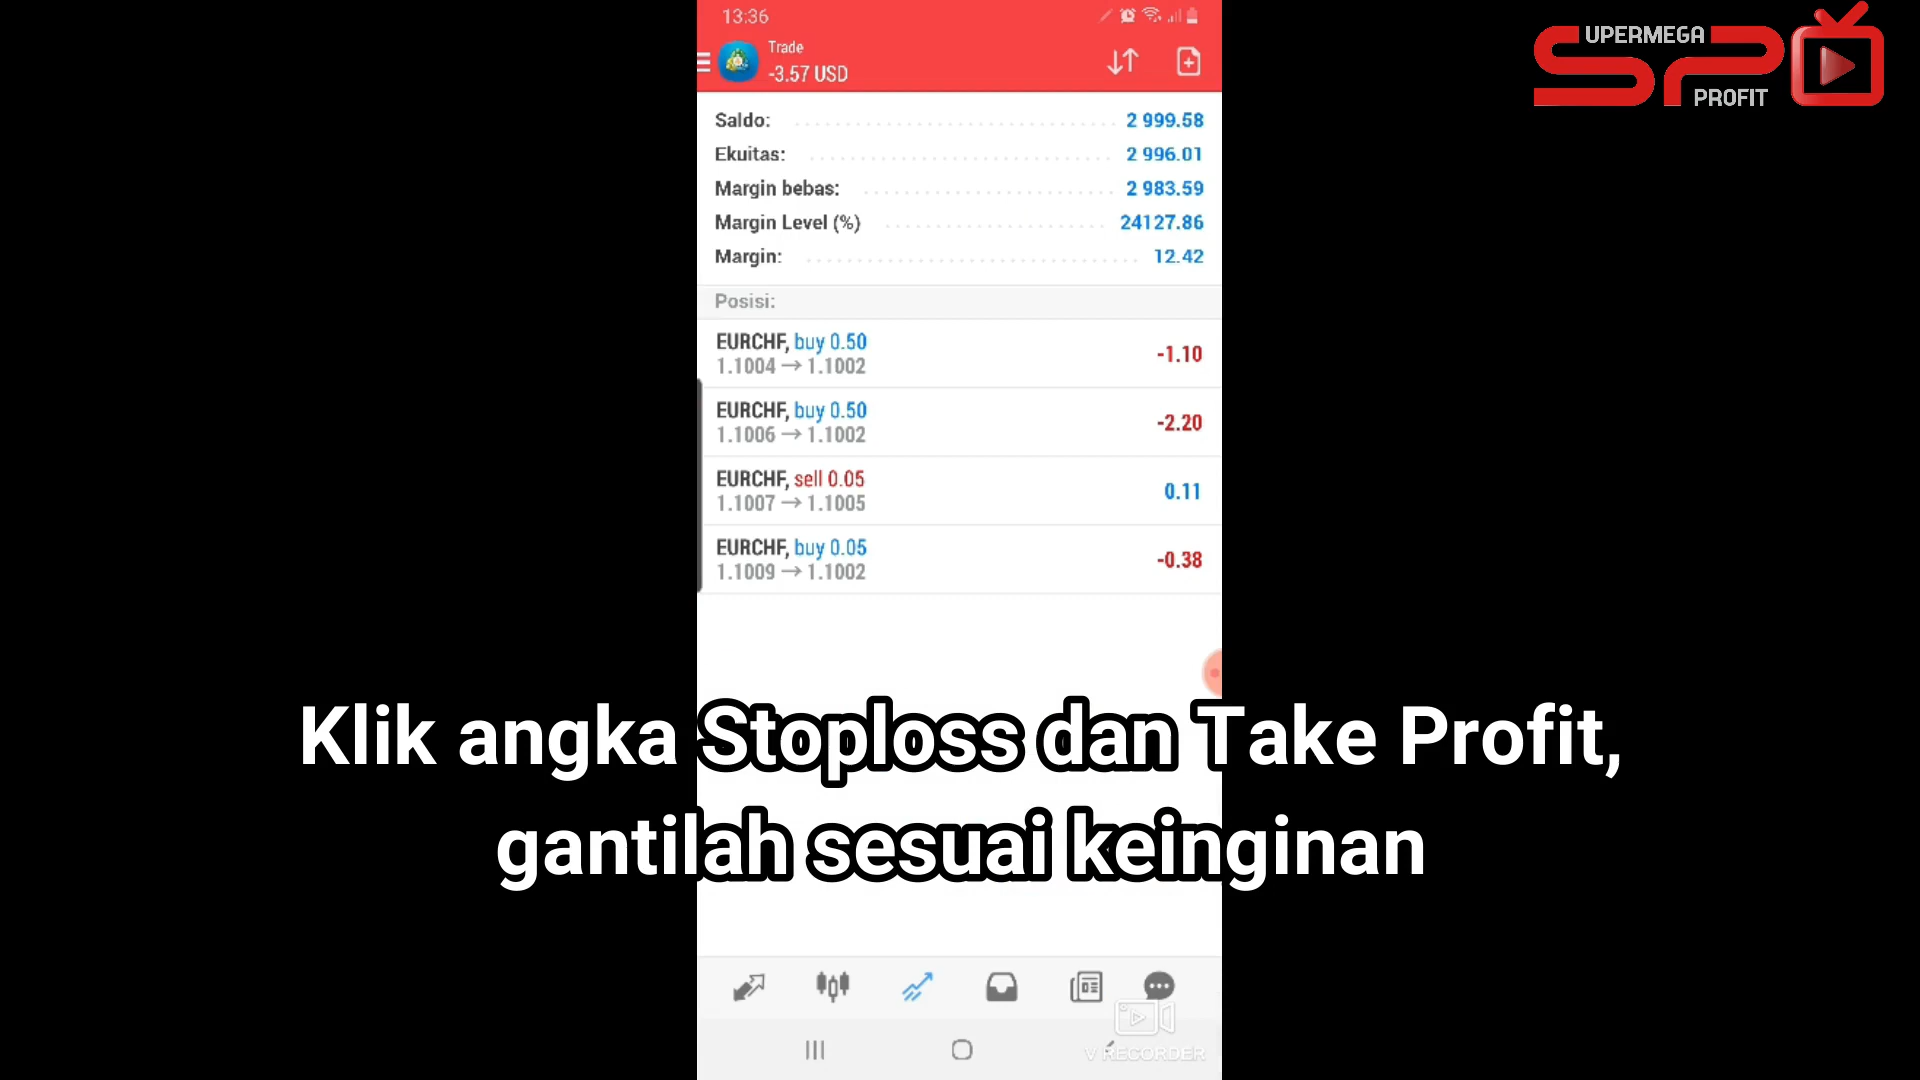 13:36
Trade
-3.57 USD
UPERMEGA
SP
PROFIT
Saldo: 2 999.58
Ekuitas: 2 996.01
Margin bebas: 2 983.59
Margin Level (%) 24127.86
Margin: 12.42
Posisi:
EURCHF, buy 0.50
1.1004 → 1.1002
-1.10
EURCHF, buy 0.50
1.1006 → 1.1002
-2.20
EURCHF, sell 0.05
1.1007 → 1.1005
0.11
EURCHF, buy 0.05
1.1009 → 1.1002
-0.38
Klik angka Stoploss dan Take Profit,
gantilah sesuai keinginan
V RECORDER